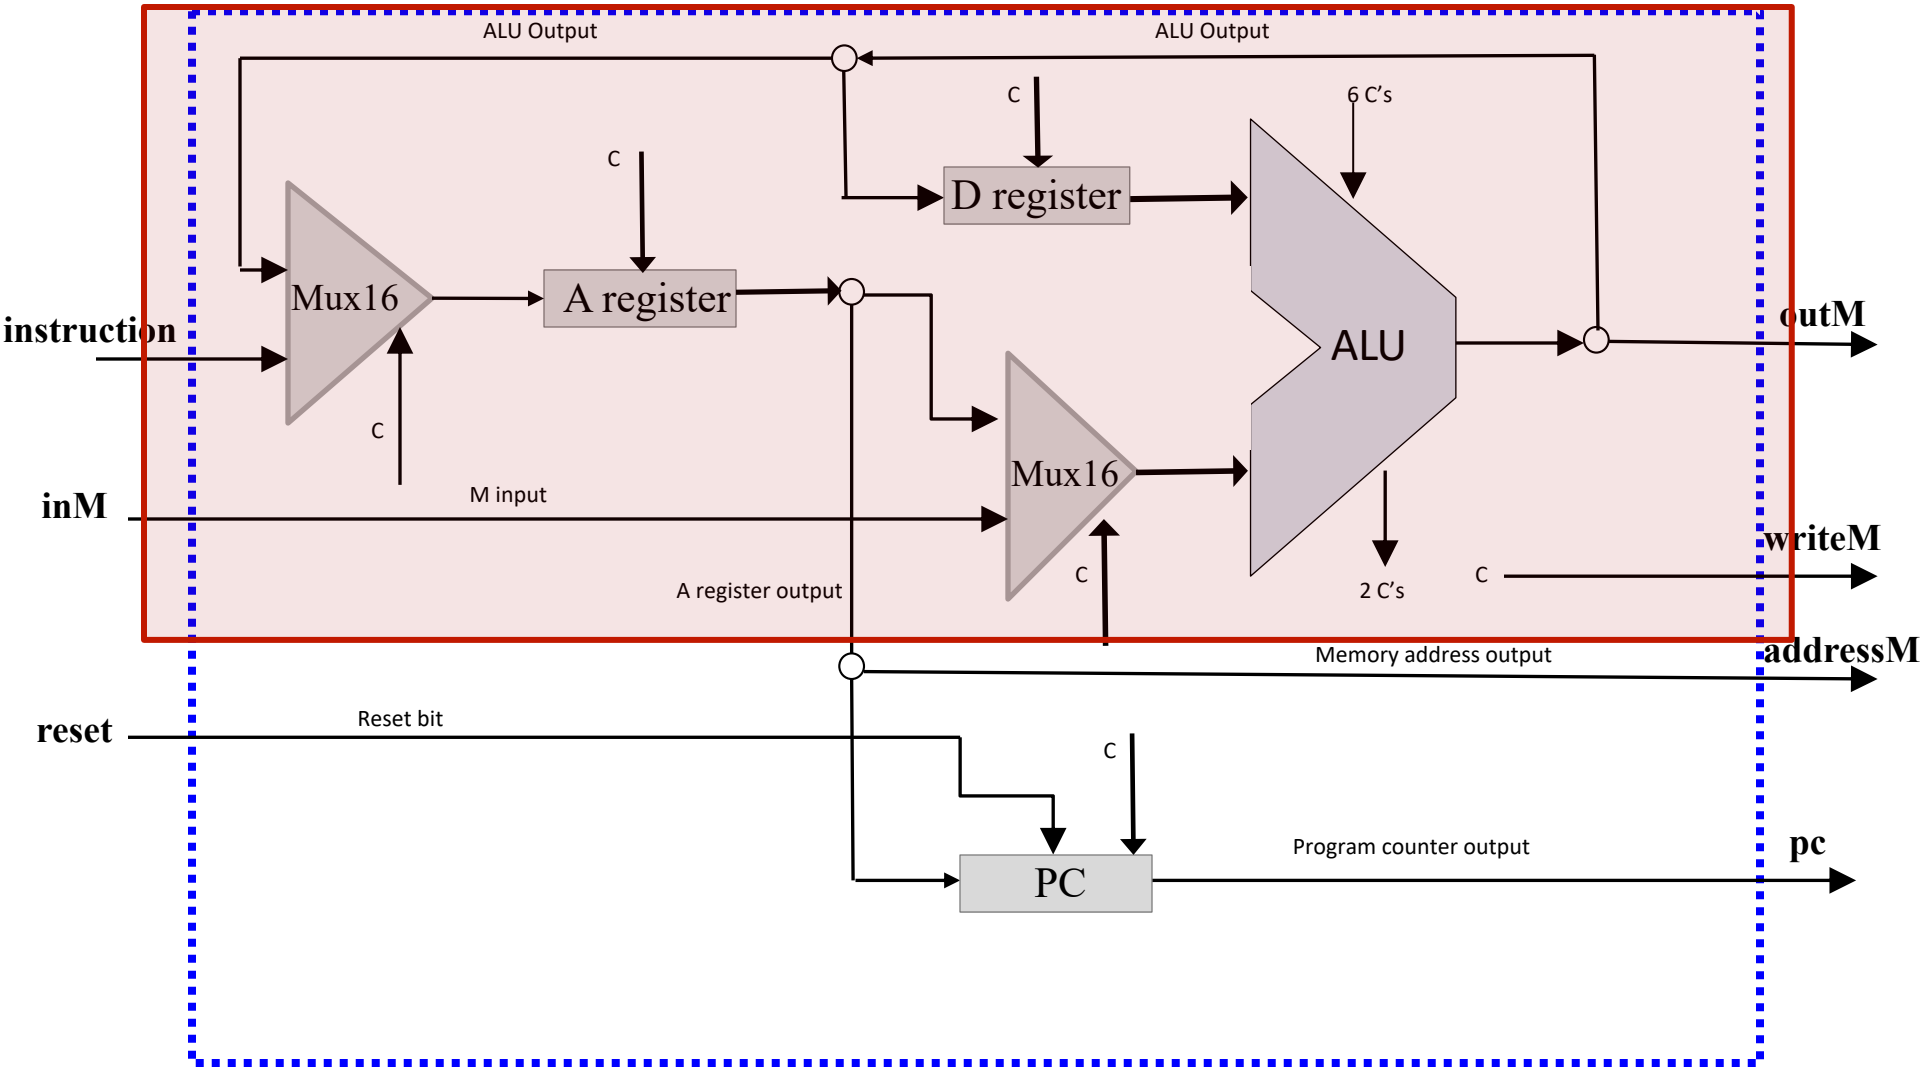 ALU Output
ALU Output
C
6 C's
C
D register
Mux16
A register
instruction
outM
ALU
C
Mux16
M input
inM
writeM
C
C
A register output
2 C's
addressM
Memory address output
Reset bit
reset
C
Program counter output
pc
PC